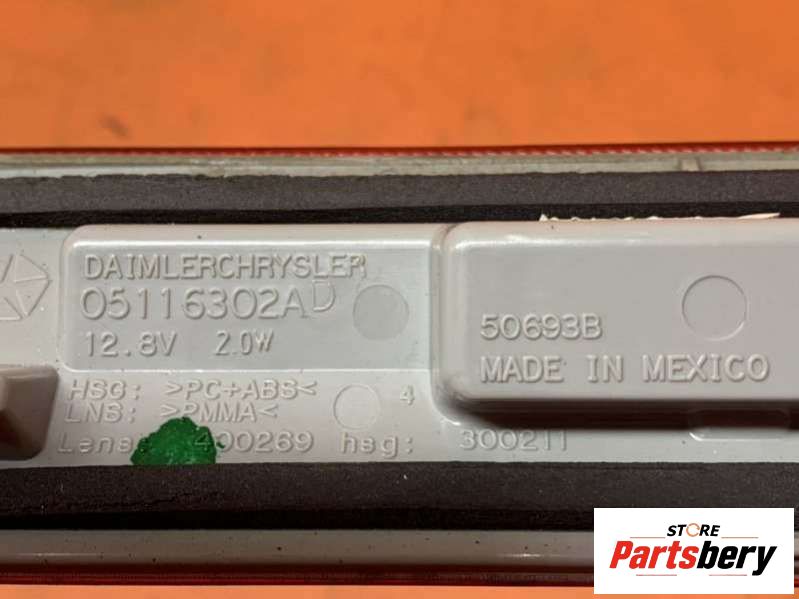 DAIMLERCHRYSLER
05116302AD
12.8V 2.0W
HSG: >PC+ABS<
LNS: >PMMA<
4
Lens: 400269 hsg: 300211
50693B
MADE IN MEXICO
STORE
Partsbery